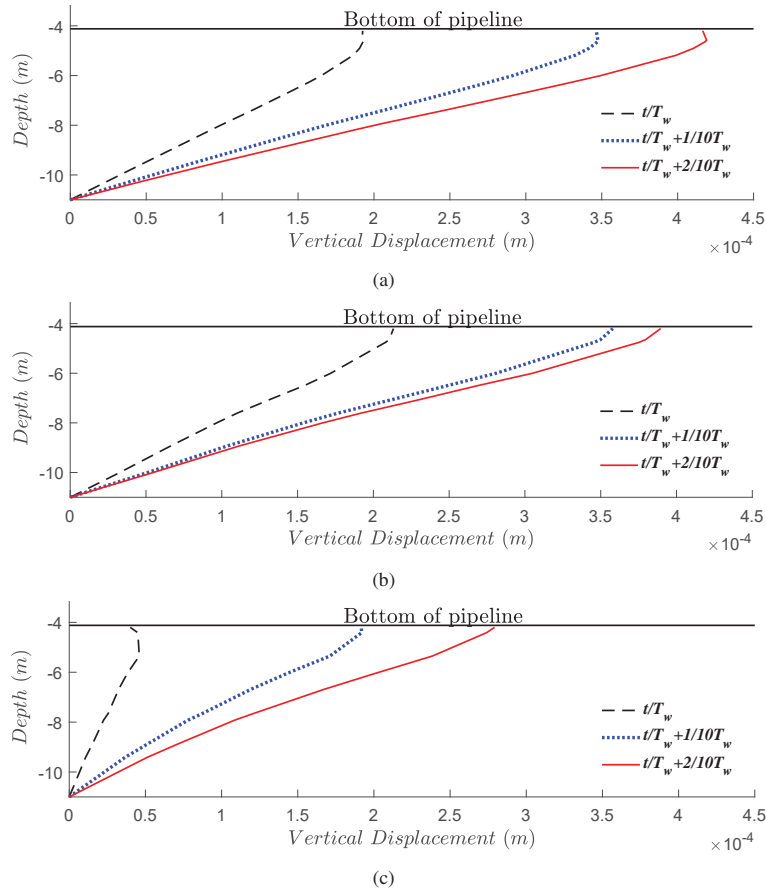 Bottom of pipeline
-4
-6
-8
-10
Depth (m)
t/Tw
t/Tw+1/10Tw
t/Tw+2/10Tw
0 0.5 1 1.5 2 2.5 3 3.5 4 4.5
Vertical Displacement (m)
×10-4
(a)
Bottom of pipeline
-4
-6
-8
-10
Depth (m)
t/Tw
t/Tw+1/10Tw
t/Tw+2/10Tw
0 0.5 1 1.5 2 2.5 3 3.5 4 4.5
Vertical Displacement (m)
×10-4
(b)
Bottom of pipeline
-4
-6
-8
-10
Depth (m)
t/Tw
t/Tw+1/10Tw
t/Tw+2/10Tw
0 0.5 1 1.5 2 2.5 3 3.5 4 4.5
Vertical Displacement (m)
×10-4
(c)